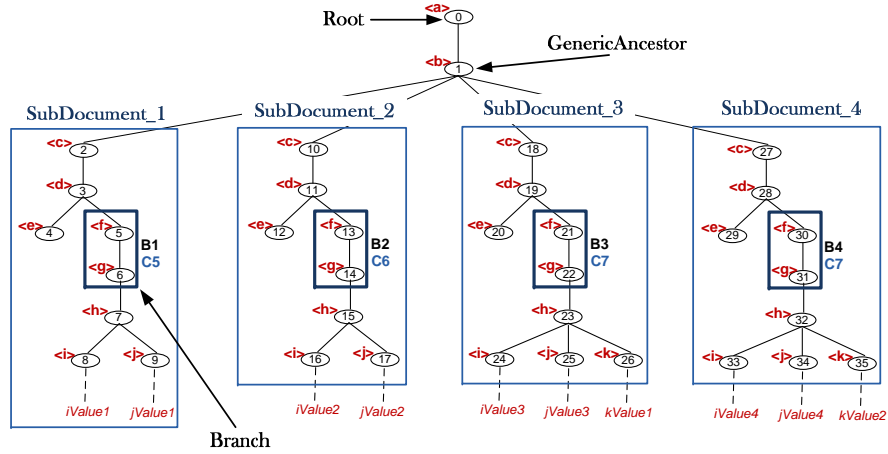 <a>
Root
0
GenericAncestor
<b>
1
SubDocument_1
SubDocument_2
SubDocument_3
SubDocument_4
<c> 2
<c> 10
<c> 18
<c> 27
<d> 3
<d> 11
<d> 19
<d> 28
<e> 4
<f> 5
<e> 12
<f> 13
<e> 20
<f> 21
<e> 29
<f> 30
B1
C5
B2
C6
B3
C7
B4
C7
<g> 6
<g> 14
<g> 22
<g> 31
<h> 7
<h> 15
<h> 23
<h> 32
<i> 8
<j> 9
<i> 16
<j> 17
<i> 24
<j> 25
<k> 26
<i> 33
<j> 34
<k> 35
iValue1
jValue1
iValue2
jValue2
iValue3
jValue3
kValue1
iValue4
jValue4
kValue2
Branch